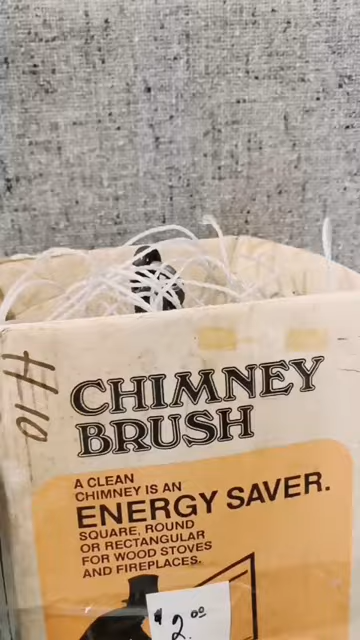 #10
CHIMNEY
BRUSH
A CLEAN
CHIMNEY IS AN
ENERGY SAVER.
SQUARE, ROUND
OR RECTANGULAR
FOR WOOD STOVES
AND FIREPLACES.
$2.00